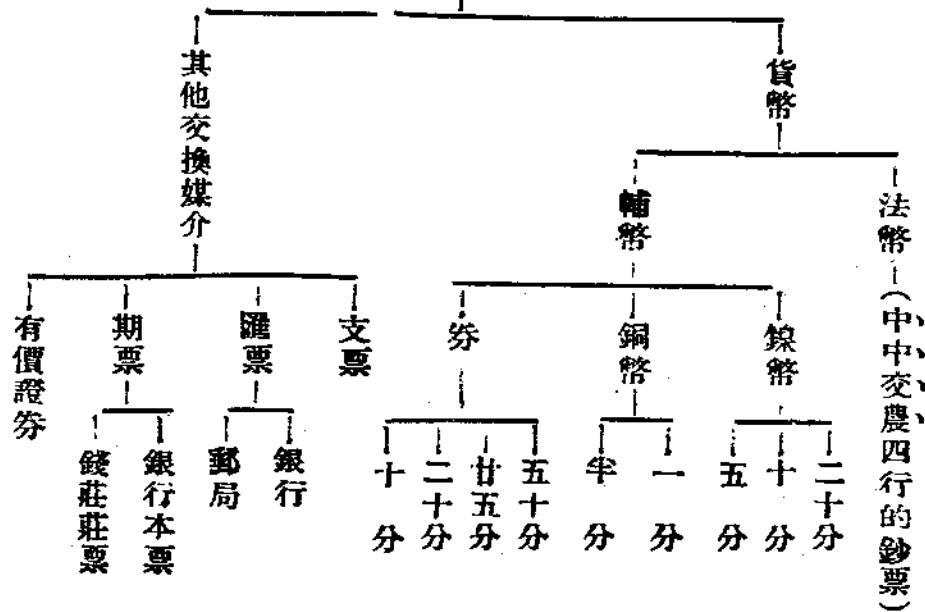 貨幣
法幣
(中、中、交、農、四行的鈔票)
輔幣
鎳幣
二十分
十分
五分
銅幣
一分
半分
券
五十分
廿五分
二十分
十分
其他交換媒介
支票
匯票
銀行
郵局
期票
銀行本票
錢莊莊票
有價證券